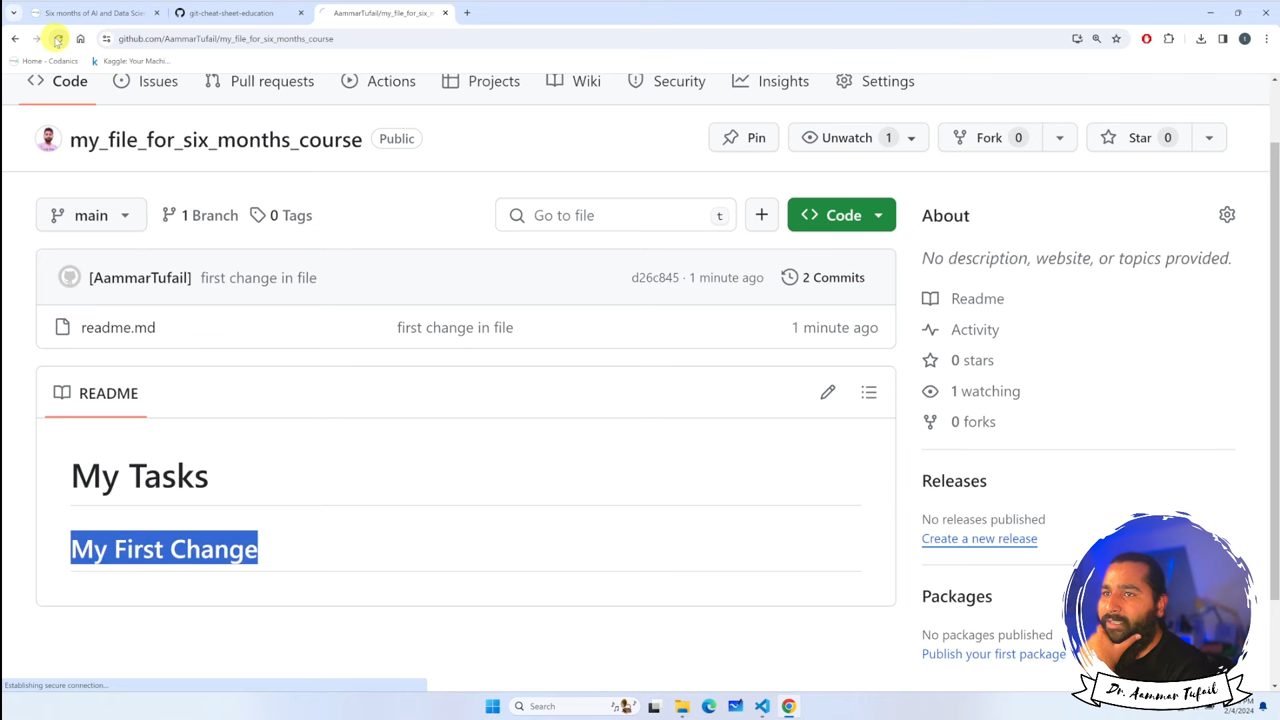 Six months of AI and Data Scien
git-cheat-sheet-education
AammarTufail/my_file_for_six_m
github.com/AammarTufail/my_file_for_six_months_course
Home - Codanics
Kaggle: Your Machi...
Code
Issues
Pull requests
Actions
Projects
Wiki
Security
Insights
Settings
my_file_for_six_months_course
Public
Pin
Unwatch 1
Fork 0
Star 0
main
1 Branch
0 Tags
Go to file
t
Code
About
[AammarTufail] first change in file
d26c845 · 1 minute ago
2 Commits
No description, website, or topics provided.
readme.md
first change in file
1 minute ago
Readme
Activity
0 stars
1 watching
0 forks
README
My Tasks
My First Change
Releases
No releases published
Create a new release
Packages
No packages published
Publish your first package
Dr. Aammar Tufail
Establishing secure connection...
Search
2/4/2024